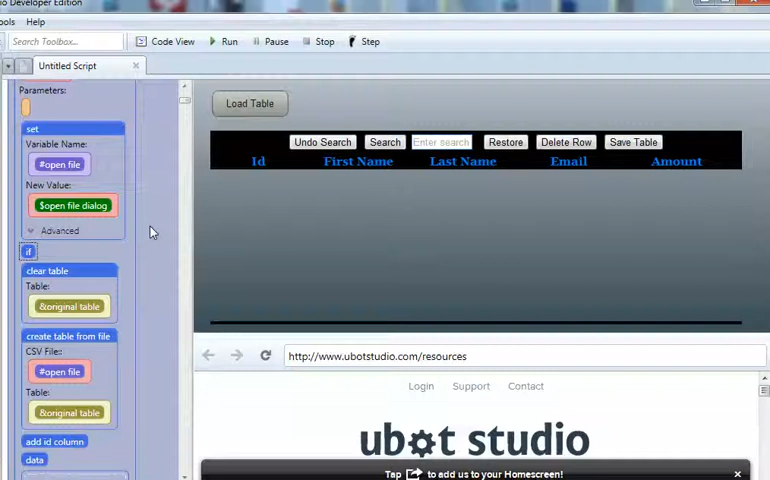 io Developer Edition
ools Help
Search Toolbox... Code View Run Pause Stop Step
Untitled Script
Parameters:
set
Variable Name:
#open file
New Value:
$open file dialog
Advanced
if
clear table
Table:
&original table
create table from file
CSV File::
#open file
Table:
&original table
add id column
data
Load Table
Undo Search Search Enter search Restore Delete Row Save Table
Id First Name Last Name Email Amount
http://www.ubotstudio.com/resources
Login Support Contact
ubot studio
Tap to add us to your Homescreen!